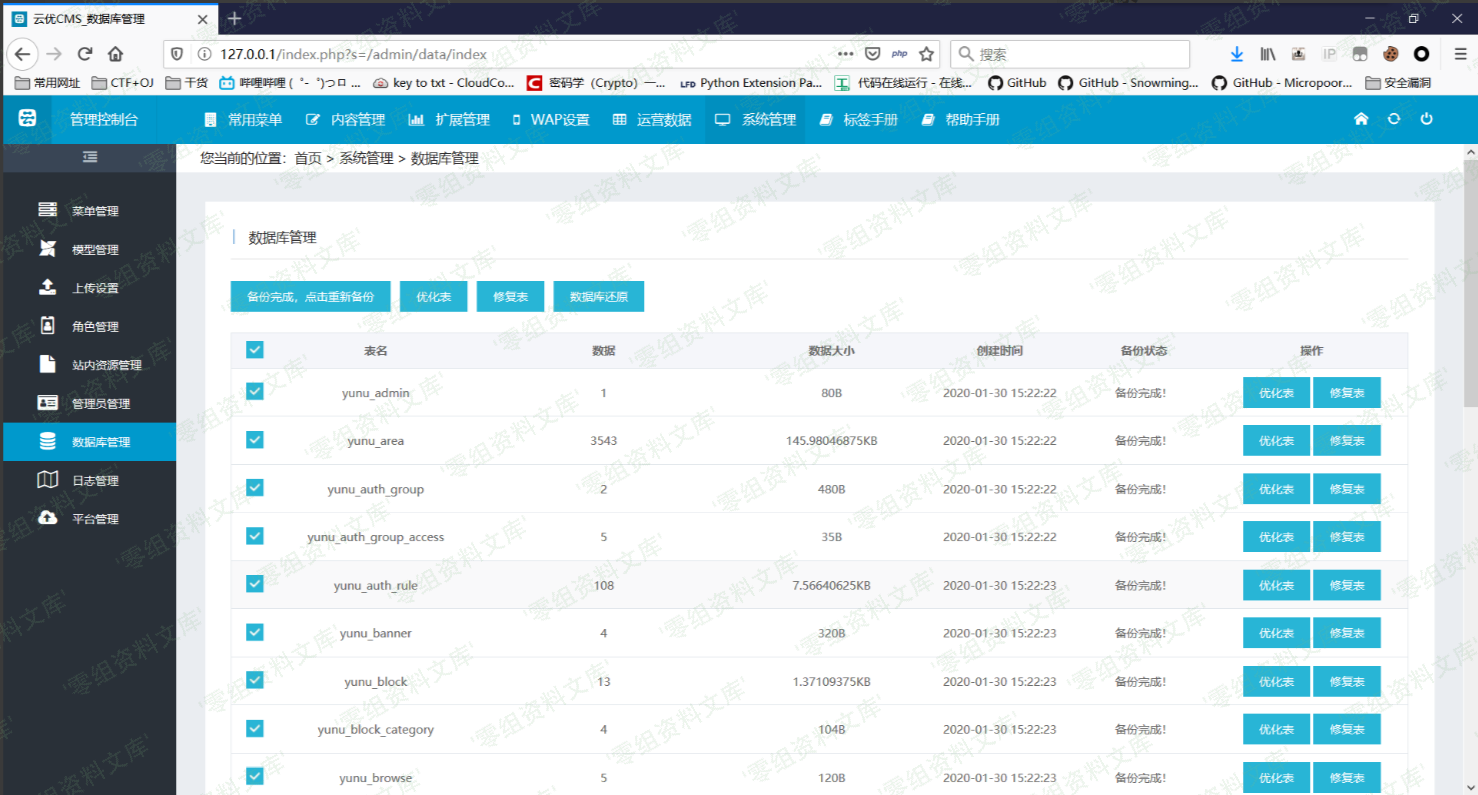 云优CMS_数据库管理
127.0.0.1/index.php?s=/admin/data/index
php
搜索
IP
常用网址 CTF+OJ 干货 哔哩哔哩 ( ゜- ゜)つロ ... key to txt - CloudCo... 密码学（Crypto）一-... LFD Python Extension Pa... 代码在线运行 - 在线... GitHub GitHub - Snowming... GitHub - Micropoor... 安全漏洞
管理控制台 常用菜单 内容管理 扩展管理 WAP设置 运营数据 系统管理 标签手册 帮助手册
您当前的位置：首页 > 系统管理 > 数据库管理
菜单管理
模型管理
上传设置
角色管理
站内资源管理
管理员管理
数据库管理
日志管理
平台管理
数据库管理
备份完成，点击重新备份 优化表 修复表 数据库还原
表名 数据 数据大小 创建时间 备份状态 操作
yunu_admin 1 80B 2020-01-30 15:22:22 备份完成! 优化表 修复表
yunu_area 3543 145.98046875KB 2020-01-30 15:22:22 备份完成! 优化表 修复表
yunu_auth_group 2 480B 2020-01-30 15:22:22 备份完成! 优化表 修复表
yunu_auth_group_access 5 35B 2020-01-30 15:22:22 备份完成! 优化表 修复表
yunu_auth_rule 108 7.56640625KB 2020-01-30 15:22:23 备份完成! 优化表 修复表
yunu_banner 4 320B 2020-01-30 15:22:23 备份完成! 优化表 修复表
yunu_block 13 1.37109375KB 2020-01-30 15:22:23 备份完成! 优化表 修复表
yunu_block_category 4 104B 2020-01-30 15:22:23 备份完成! 优化表 修复表
yunu_browse 5 120B 2020-01-30 15:22:23 备份完成! 优化表 修复表
'零组资料文库'